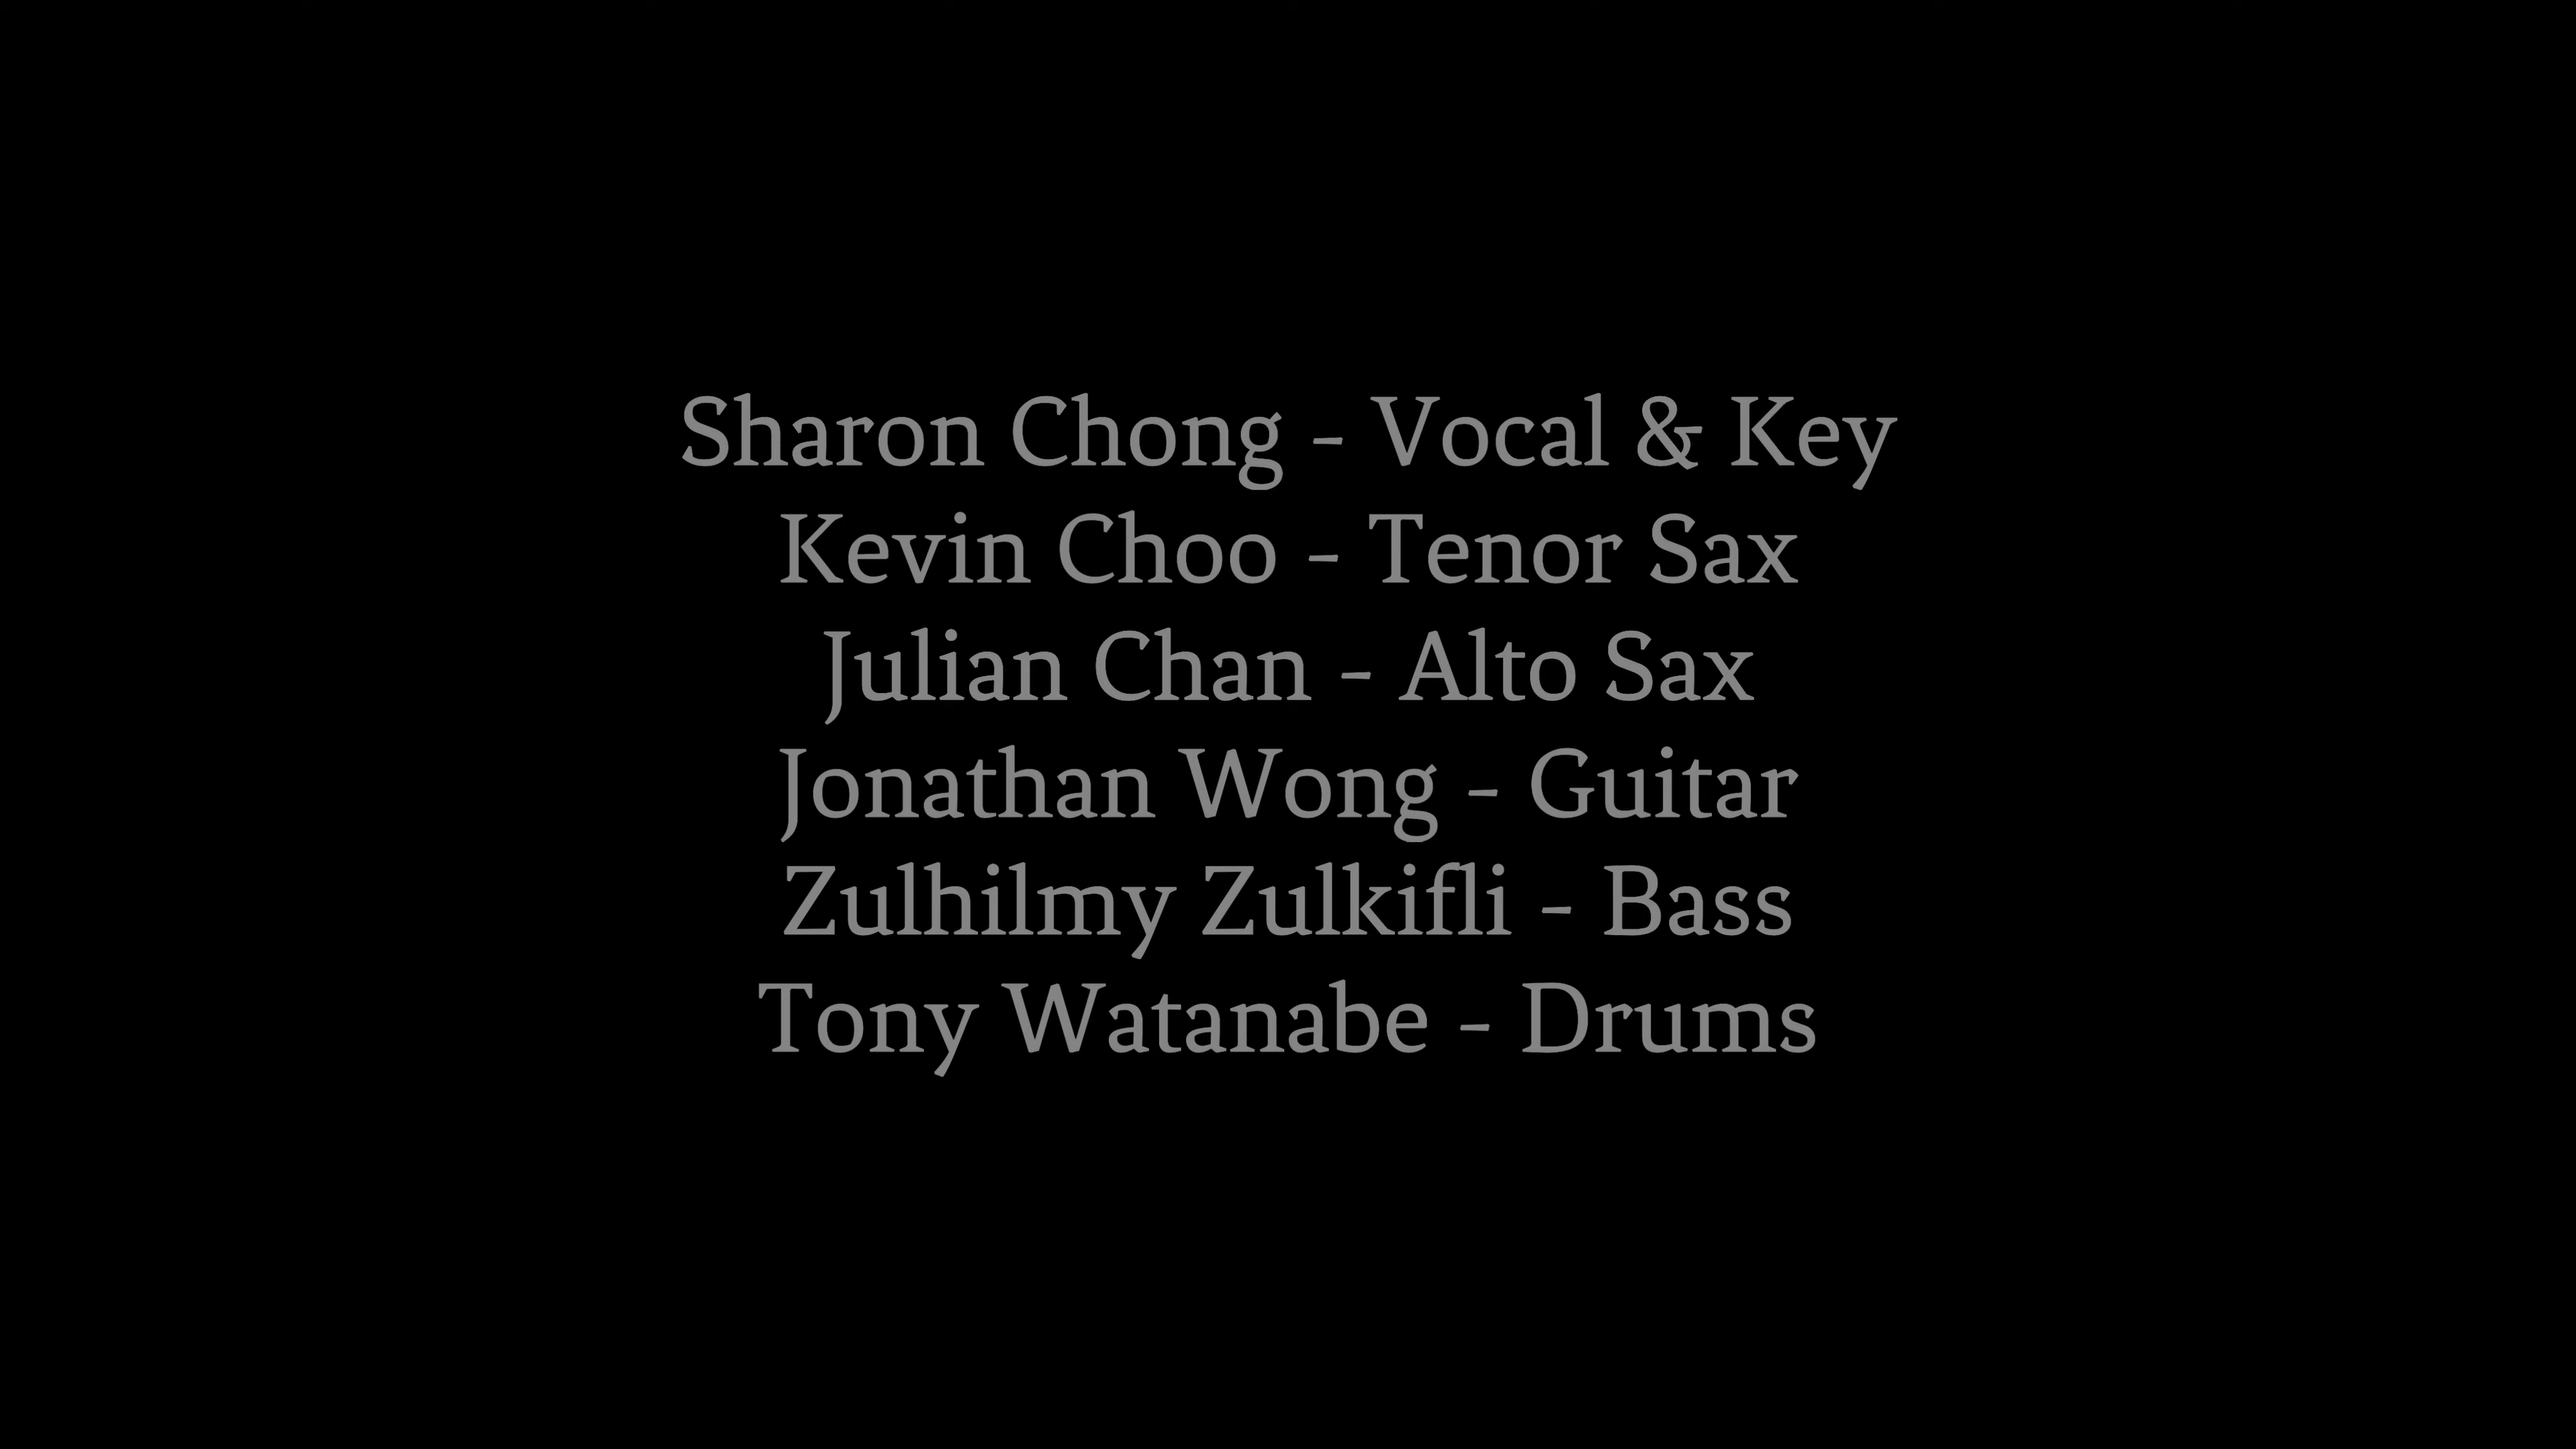 Sharon Chong - Vocal & Key
Kevin Choo - Tenor Sax
Julian Chan - Alto Sax
Jonathan Wong - Guitar
Zulhilmy Zulkifli - Bass
Tony Watanabe - Drums